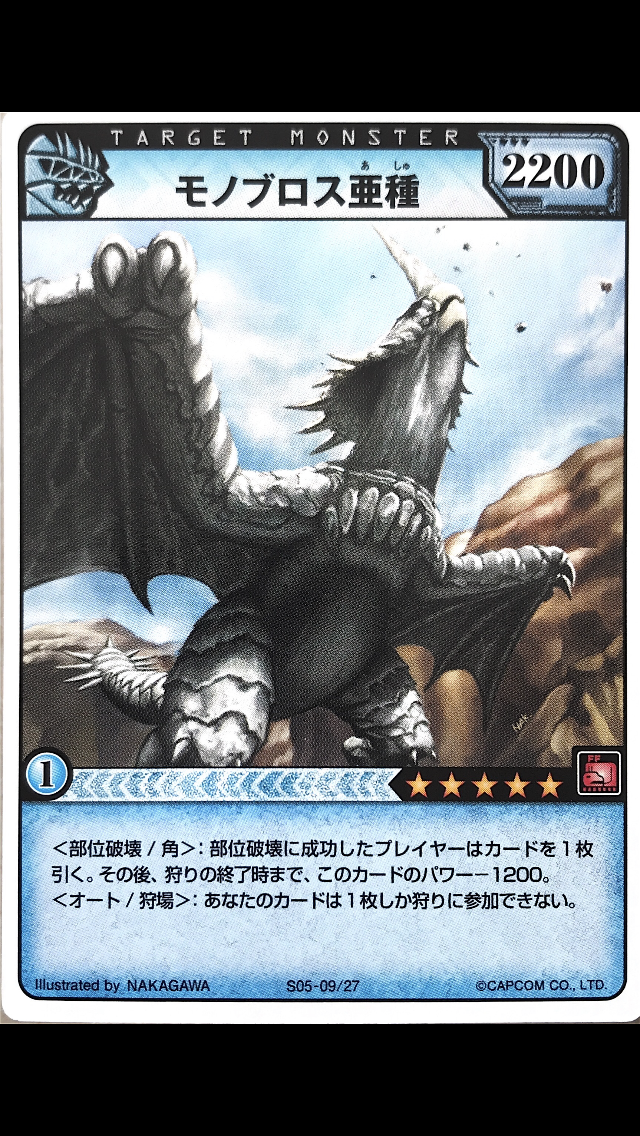 TARGET MONSTER
あ しゅ
モノブロス亜種
2200
1
FF
<部位破壊 / 角>: 部位破壊に成功したプレイヤーはカードを1枚
引く。その後、狩りの終了時まで、このカードのパワー−1200。
<オート / 狩場>: あなたのカードは1枚しか狩りに参加できない。
Illustrated by NAKAGAWA
S05-09/27
©CAPCOM CO., LTD.